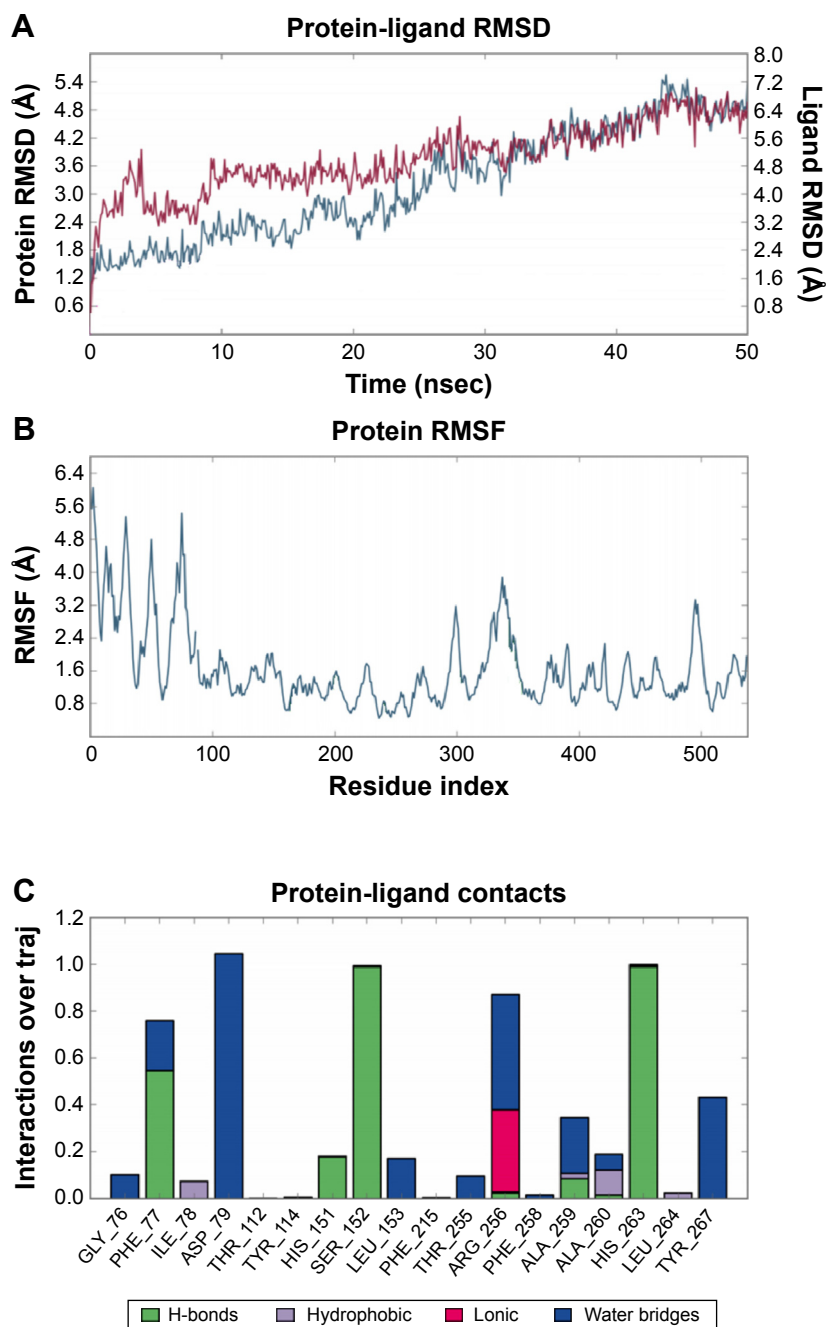 A
Protein-ligand RMSD
Protein RMSD (Å)
5.4
4.8
4.2
3.6
3.0
2.4
1.8
1.2
0.6
8.0
7.2
6.4
5.6
4.8
4.0
3.2
2.4
1.6
0.8
Ligand RMSD (Å)
0 10 20 30 40 50
Time (nsec)
B
Protein RMSF
RMSF (Å)
6.4
5.6
4.8
4.0
3.2
2.4
1.6
0.8
0 100 200 300 400 500
Residue index
C
Protein-ligand contacts
Interactions over traj
1.2
1.0
0.8
0.6
0.4
0.2
0.0
GLY_76
PHE_77
ILE_78
ASP_79
THR_112
TYR_114
HIS_151
SER_152
LEU_153
PHE_215
THR_255
ARG_256
PHE_258
ALA_259
ALA_260
HIS_263
LEU_264
TYR_267
H-bonds Hydrophobic Lonic Water bridges